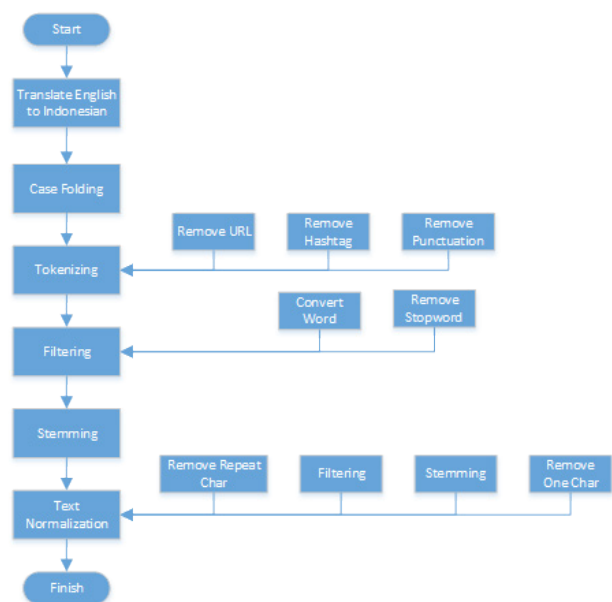 Start
Translate English
to Indonesian
Case Folding
Remove URL
Remove
Hashtag
Remove
Punctuation
Tokenizing
Convert
Word
Remove
Stopword
Filtering
Stemming
Remove Repeat
Char
Filtering
Stemming
Remove
One Char
Text
Normalization
Finish